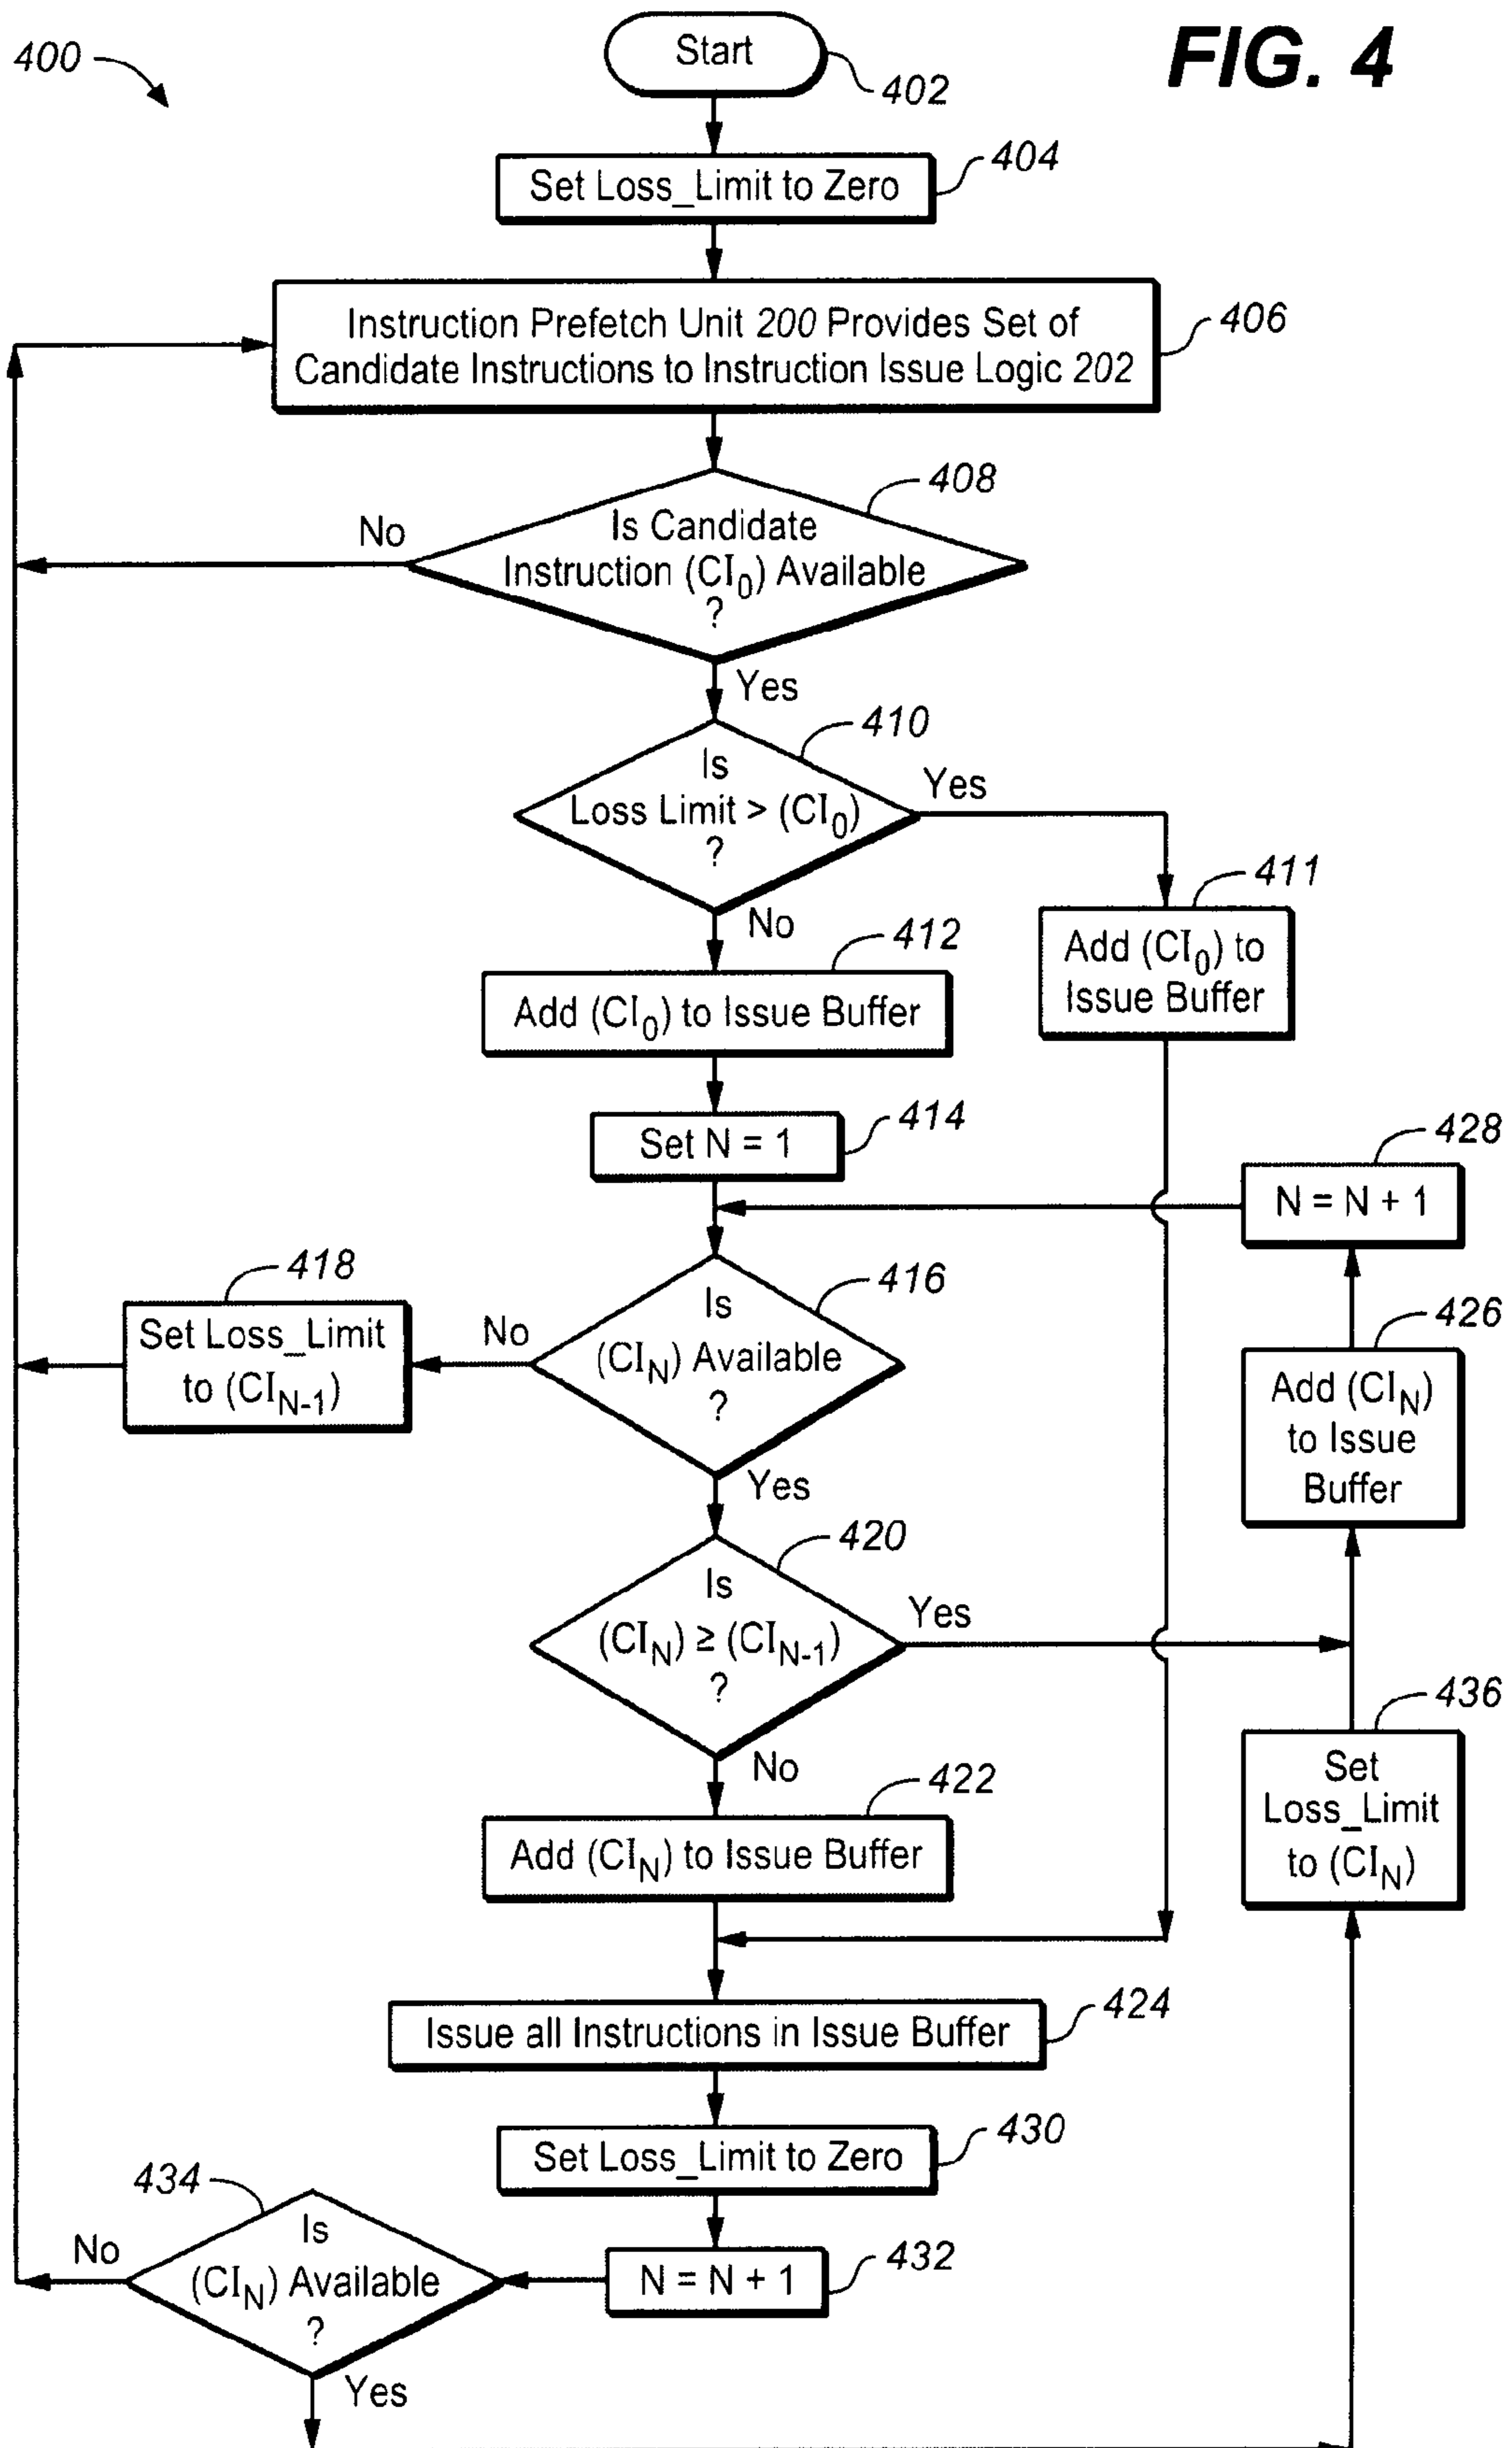 400
Start
402
FIG. 4
Set Loss_Limit to Zero
404
Instruction Prefetch Unit 200 Provides Set of
Candidate Instructions to Instruction Issue Logic 202
406
408
No
Is Candidate
Instruction (CI0) Available
?
Yes
410
Is
Loss Limit > (CI0)
?
Yes
No
411
Add (CI0) to
Issue Buffer
412
Add (CI0) to Issue Buffer
414
Set N = 1
428
N = N + 1
418
Set Loss_Limit
to (CIN-1)
No
416
Is
(CIN) Available
?
Yes
426
Add (CIN)
to Issue
Buffer
420
Is
(CIN) ≥ (CIN-1)
?
Yes
No
436
Set
Loss_Limit
to (CIN)
422
Add (CIN) to Issue Buffer
424
Issue all Instructions in Issue Buffer
430
Set Loss_Limit to Zero
434
No
Is
(CIN) Available
?
Yes
432
N = N + 1